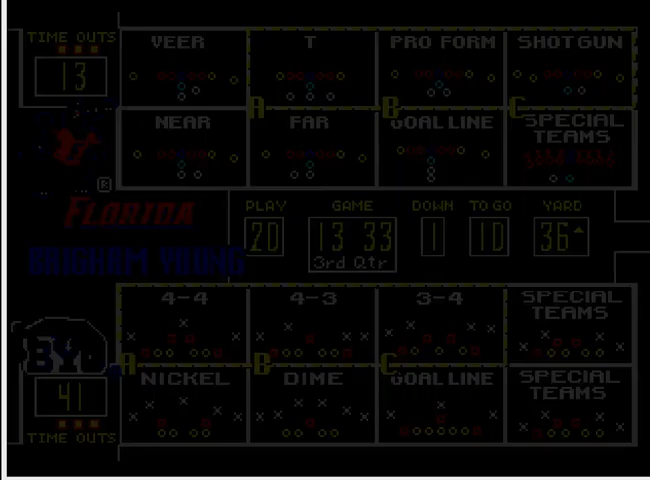 TIME OUTS
13
VEER
T
PRO FORM
SHOTGUN
A
B
C
NEAR
FAR
GOAL LINE
SPECIAL
TEAMS
®
FLORIDA
BRIGHAM YOUNG
PLAY
GAME
DOWN
TO GO
YARD
20
13 33
1
10
36
3rd Qtr
4-4
4-3
3-4
SPECIAL
TEAMS
BYU
A
B
C
NICKEL
DIME
GOAL LINE
SPECIAL
TEAMS
41
TIME OUTS